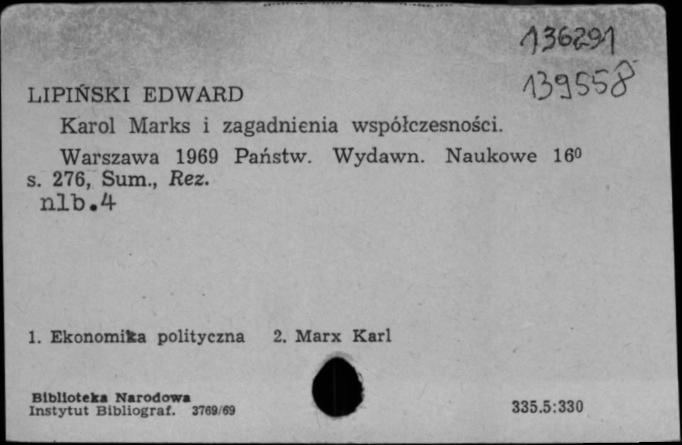 136291
139558
LIPIŃSKI EDWARD
Karol Marks i zagadnienia współczesności.
Warszawa 1969 Państw. Wydawn. Naukowe 16⁰
s. 276, Sum., Rez.
nlb.4
1. Ekonomika polityczna 2. Marx Karl
Biblioteka Narodowa
Instytut Bibliograf. 3769/69
335.5:330